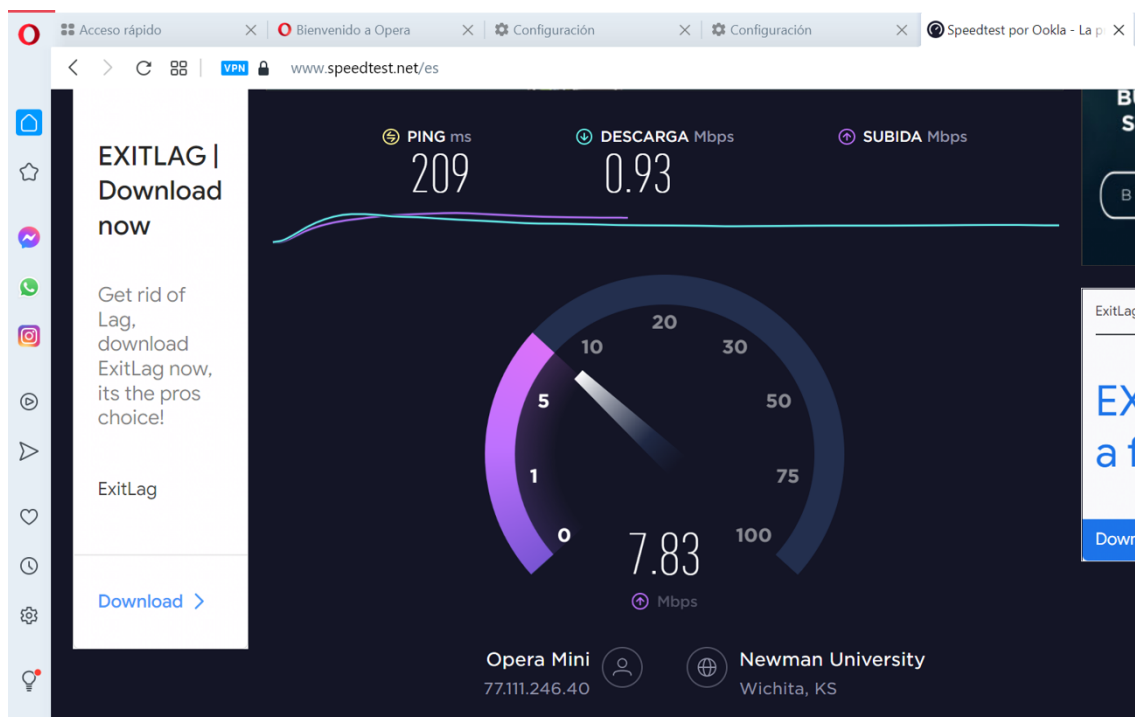 Acceso rápido
Bienvenido a Opera
Configuración
Configuración
Speedtest por Ookla - La p
VPN
www.speedtest.net/es
EXITLAG |
Download
now
Get rid of
Lag,
download
ExitLag now,
its the pros
choice!
ExitLag
Download
PING ms
209
DESCARGA Mbps
0.93
SUBIDA Mbps
0
1
5
10
20
30
50
75
100
7.83
Mbps
Opera Mini
77.111.246.40
Newman University
Wichita, KS
B
S
B
ExitLag
EX
a f
Down